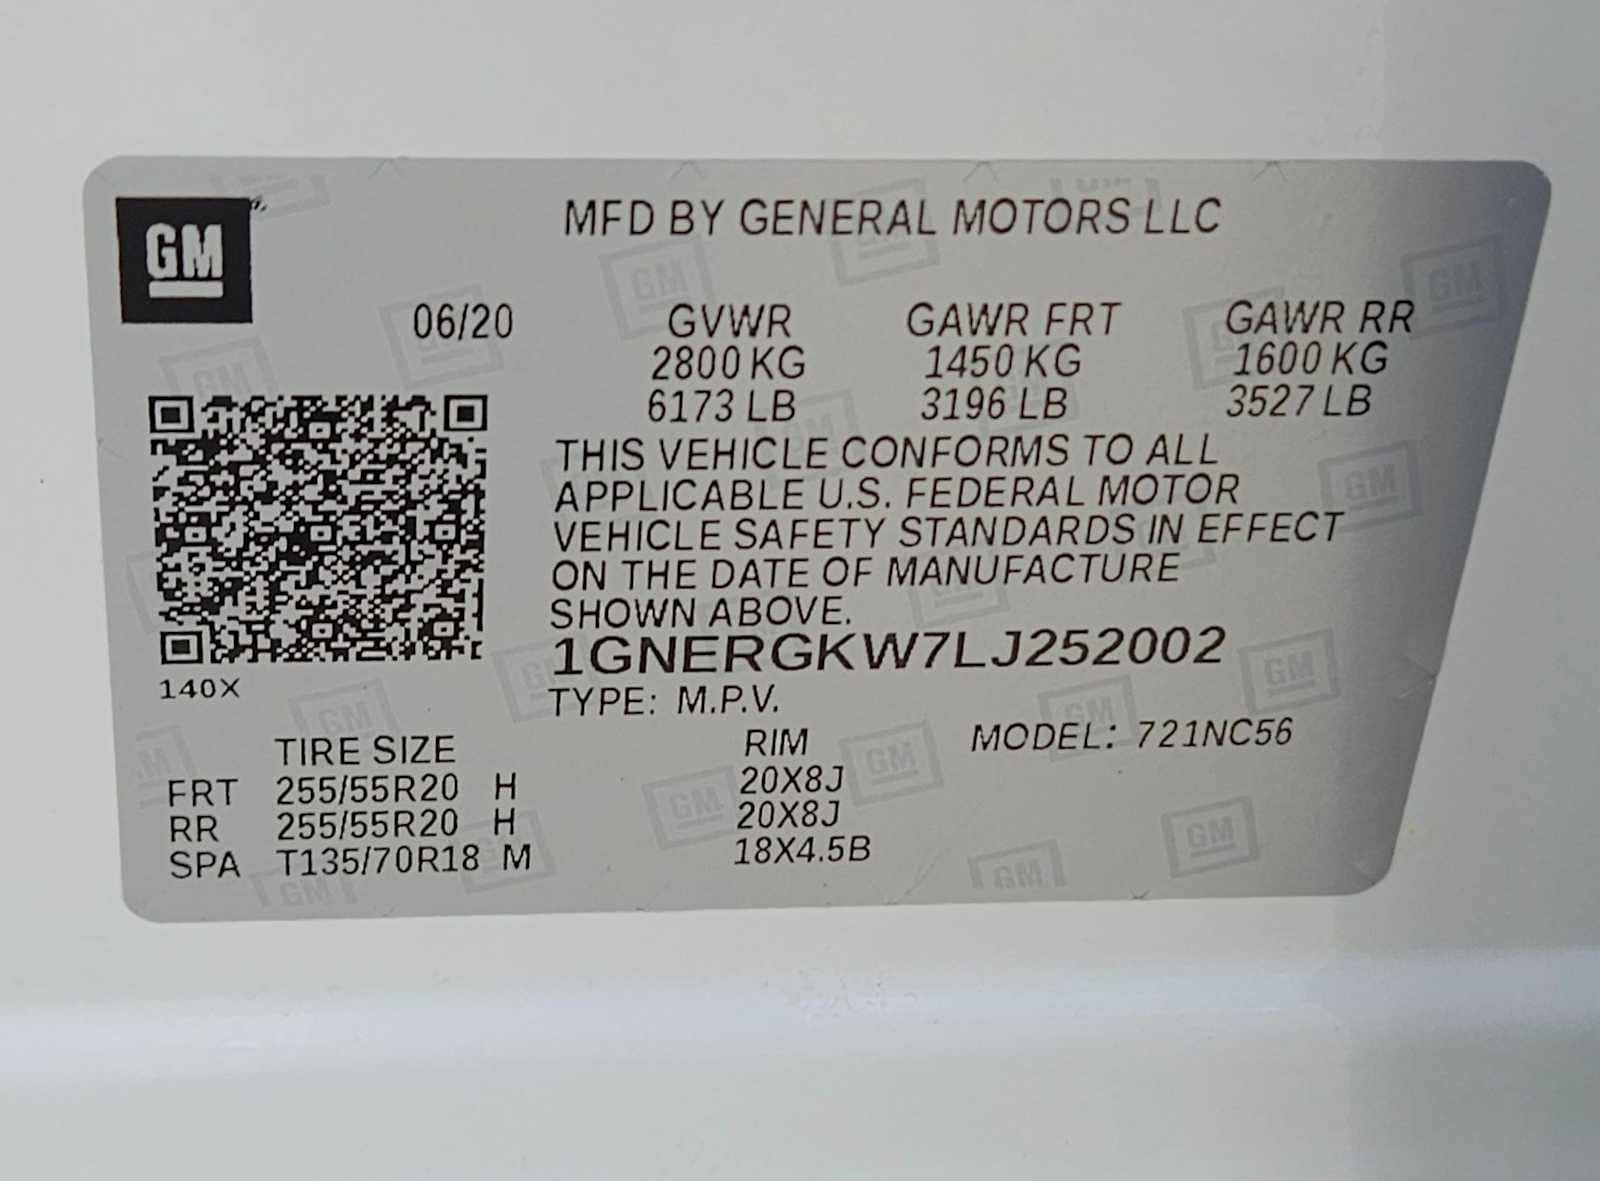 GM
MFD BY GENERAL MOTORS LLC
06/20 GVWR GAWR FRT GAWR RR
2800 KG 1450 KG 1600 KG
6173 LB 3196 LB 3527 LB
THIS VEHICLE CONFORMS TO ALL
APPLICABLE U.S. FEDERAL MOTOR
VEHICLE SAFETY STANDARDS IN EFFECT
ON THE DATE OF MANUFACTURE
SHOWN ABOVE.
1GNERGKW7LJ252002
140X
TYPE: M.P.V.
TIRE SIZE RIM MODEL: 721NC56
FRT 255/55R20 H 20X8J
RR 255/55R20 H 20X8J
SPA T135/70R18 M 18X4.5B